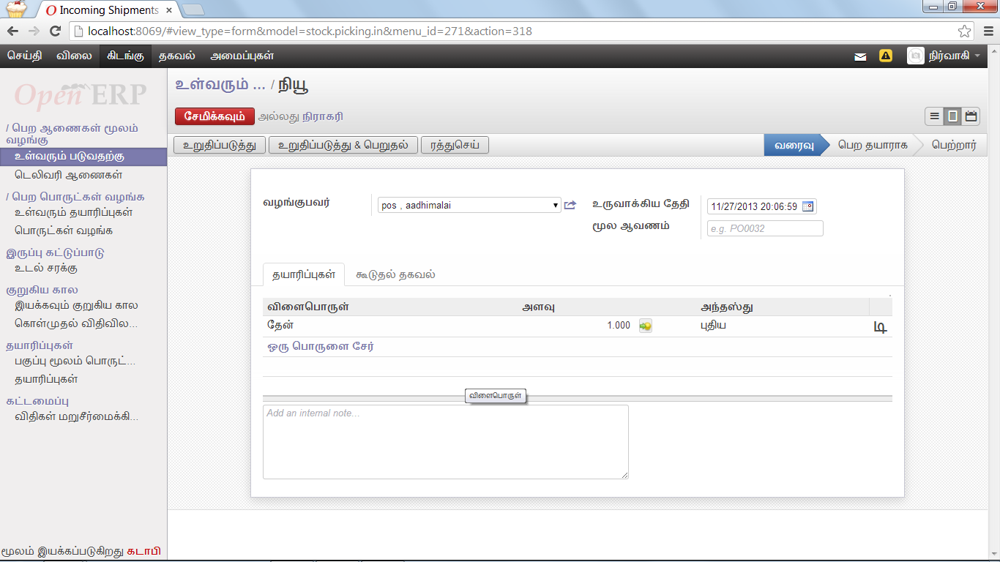 Incoming Shipments
localhost:8069/#view_type=form&model=stock.picking.in&menu_id=271&action=318
செய்தி விலை கிடங்கு தகவல் அமைப்புகள் நிர்வாகி
Open ERP
/ பெற ஆணைகள் மூலம்
வழங்கு
உள்வரும் படுவதற்கு
டெலிவரி ஆணைகள்
/ பெற பொருட்கள் வழங்க
உள்வரும் தயாரிப்புகள்
பொருட்கள் வழங்க
இருப்பு கட்டுப்பாடு
உடல் சரக்கு
குறுகிய கால
இயக்கவும் குறுகிய கால
கொள்முதல் விதிவில...
தயாரிப்புகள்
பகுப்பு மூலம் பொருட்...
தயாரிப்புகள்
கட்டமைப்பு
விதிகள் மறுசீர்மைக்கி...
மூலம் இயக்கப்படுகிறது கடாபி
உள்வரும் ... / நியூ
சேமிக்கவும் அல்லது நிராகரி
உறுதிப்படுத்து உறுதிப்படுத்து & பெறுதல் ரத்துசெய் வரைவு பெற தயாராக பெற்றார்
வழங்குபவர் pos , aadhimalai உருவாக்கிய தேதி 11/27/2013 20:06:59
மூல ஆவணம் e.g. PO0032
தயாரிப்புகள் கூடுதல் தகவல்
விளைபொருள் அளவு அந்தஸ்து
தேன் 1.000 புதிய டி
ஒரு பொருளை சேர்
விளைபொருள்
Add an internal note...